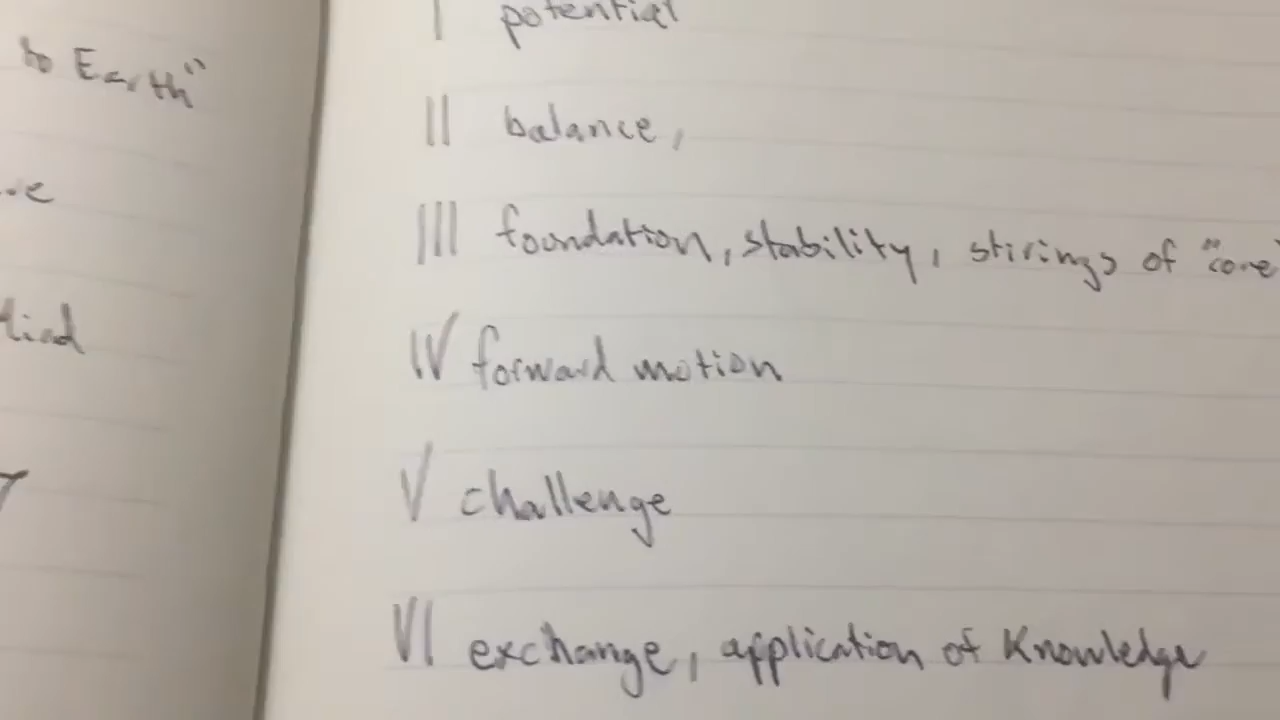 to Earth"
I potential
II balance,
III foundation, stability, stirings of "core"
IV forward motion
V challenge
VI exchange, application of Knowledge